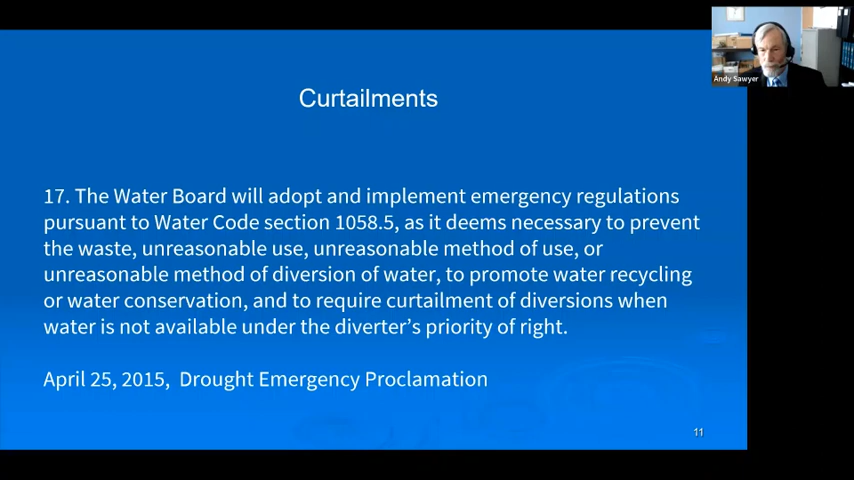 Andy Sawyer
Curtailments
17. The Water Board will adopt and implement emergency regulations
pursuant to Water Code section 1058.5, as it deems necessary to prevent
the waste, unreasonable use, unreasonable method of use, or
unreasonable method of diversion of water, to promote water recycling
or water conservation, and to require curtailment of diversions when
water is not available under the diverter’s priority of right.
April 25, 2015, Drought Emergency Proclamation
11